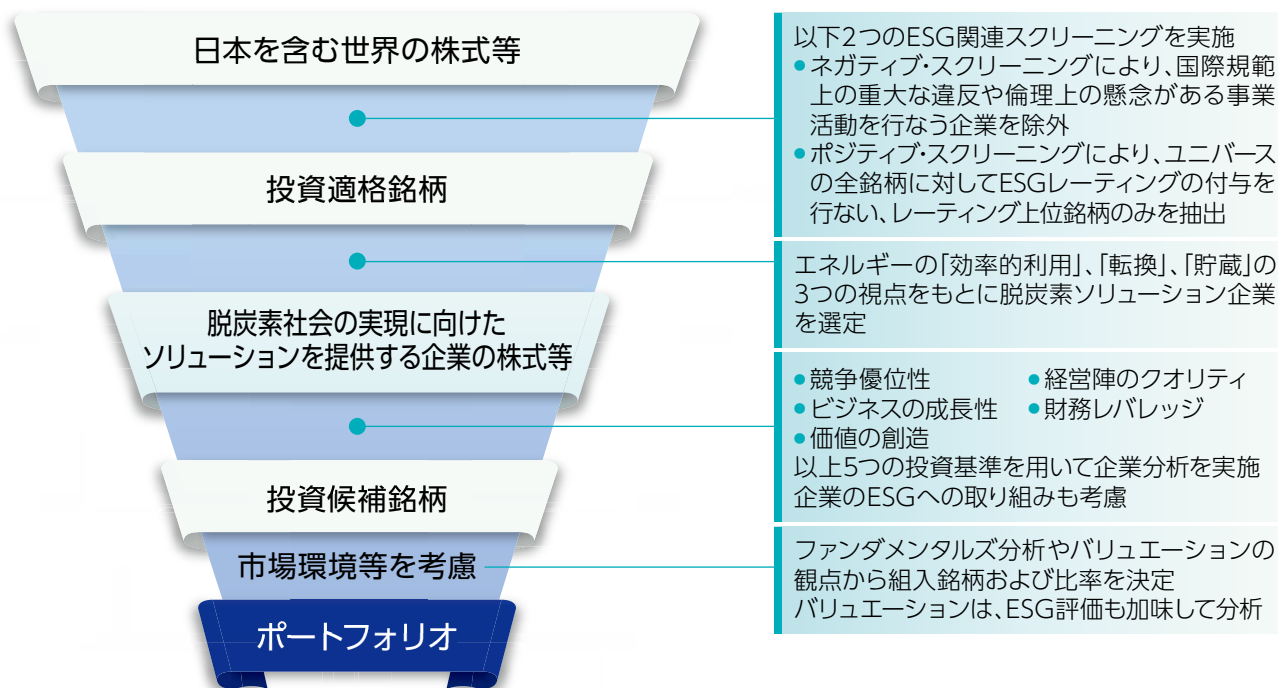 日本を含む世界の株式等
以下2つのESG関連スクリーニングを実施
●ネガティブ・スクリーニングにより、国際規範
上の重大な違反や倫理上の懸念がある事業
活動を行なう企業を除外
●ポジティブ・スクリーニングにより、ユニバース
の全銘柄に対してESGレーティングの付与を
行ない、レーティング上位銘柄のみを抽出
投資適格銘柄
エネルギーの「効率的利用」、「転換」、「貯蔵」の
3つの視点をもとに脱炭素ソリューション企業
を選定
脱炭素社会の実現に向けた
ソリューションを提供する企業の株式等
●競争優位性 ●経営陣のクオリティ
●ビジネスの成長性 ●財務レバレッジ
●価値の創造
以上5つの投資基準を用いて企業分析を実施
企業のESGへの取り組みも考慮
投資候補銘柄
市場環境等を考慮
ファンダメンタルズ分析やバリュエーションの
観点から組入銘柄および比率を決定
バリュエーションは、ESG評価も加味して分析
ポートフォリオ